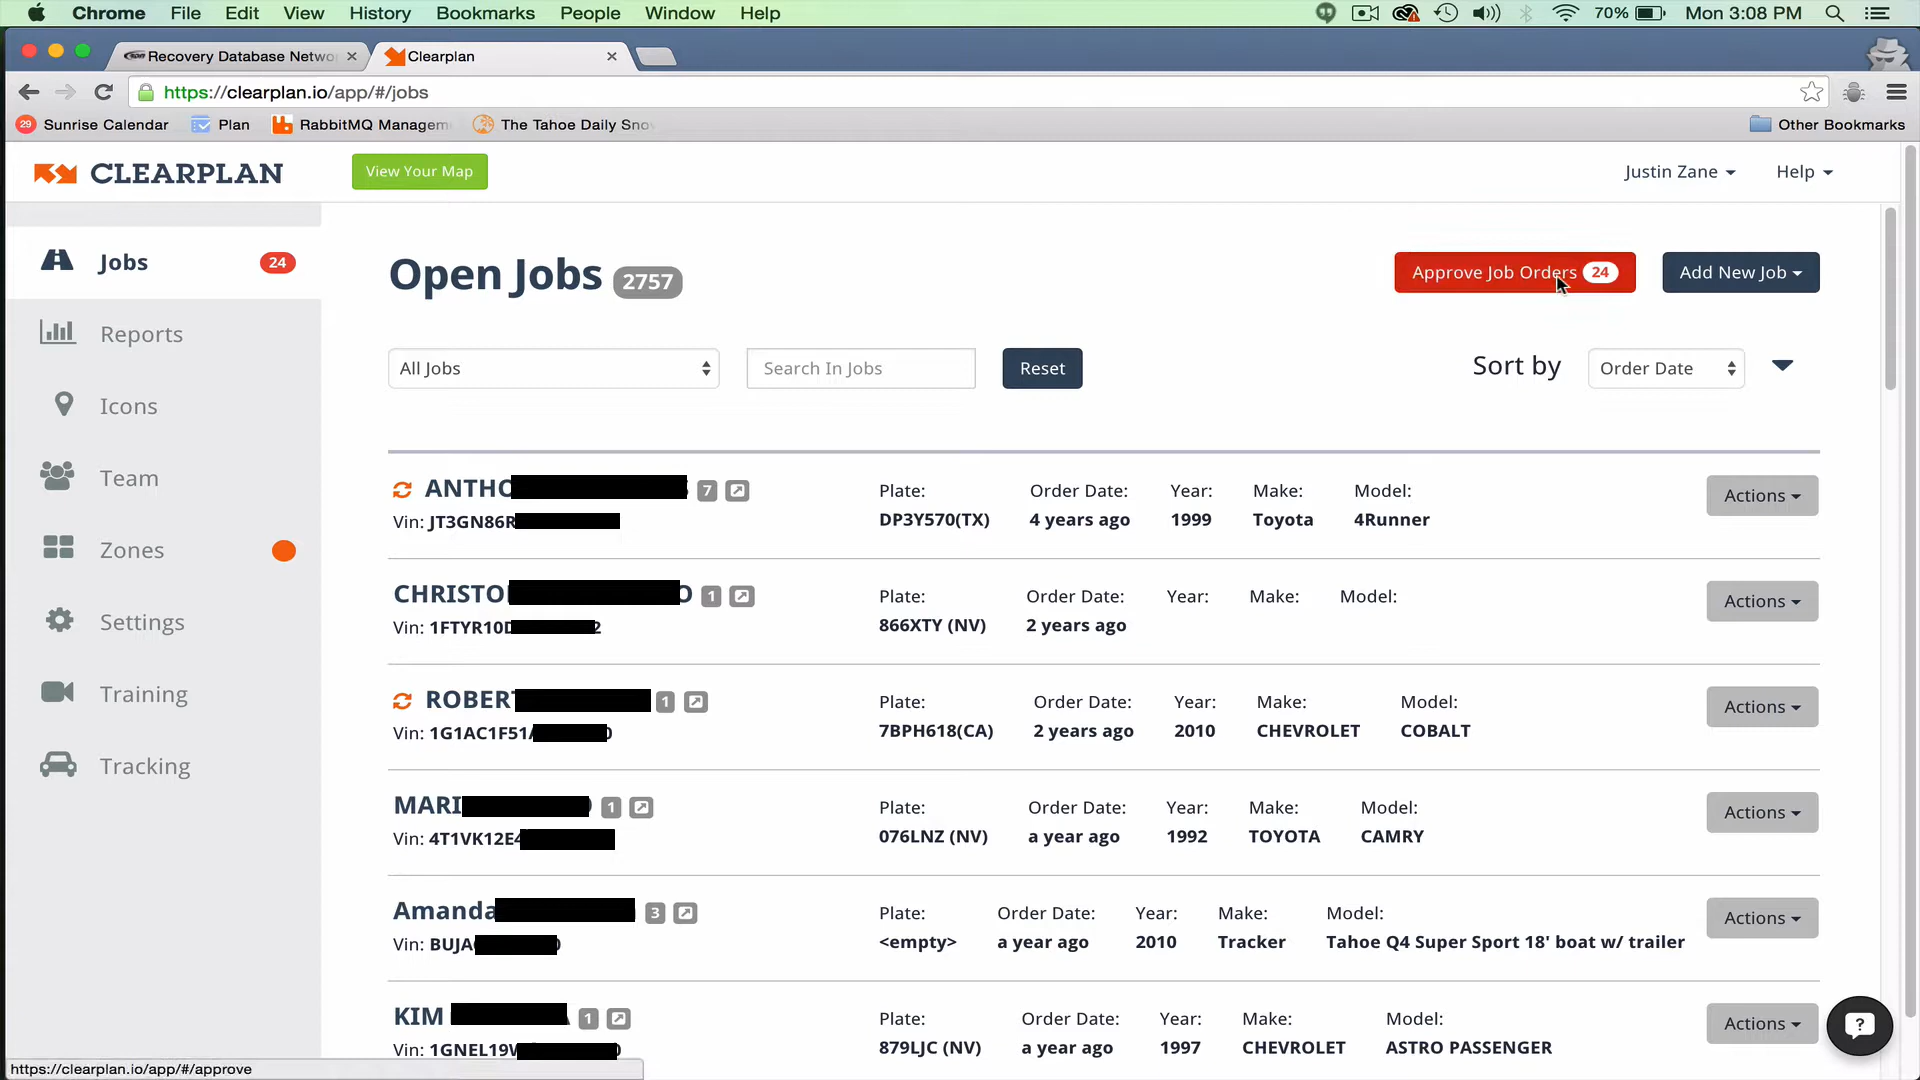 Chrome File Edit View History Bookmarks People Window Help 70% Mon 3:08 PM
Recovery Database Netwo Clearplan
https://clearplan.io/app/#/jobs
29 Sunrise Calendar Plan RabbitMQ Managem The Tahoe Daily Sno Other Bookmarks
CLEARPLAN View Your Map Justin Zane Help
Jobs 24
Reports
Icons
Team
Zones
Settings
Training
Tracking
Open Jobs 2757 Approve Job Orders 24 Add New Job
All Jobs Search In Jobs Reset Sort by Order Date
ANTHO 7 Plate: Order Date: Year: Make: Model: Actions
Vin: JT3GN86R DP3Y570(TX) 4 years ago 1999 Toyota 4Runner
CHRISTO O 1 Plate: Order Date: Year: Make: Model: Actions
Vin: 1FTYR10D 2 866XTY (NV) 2 years ago
ROBERT 1 Plate: Order Date: Year: Make: Model: Actions
Vin: 1G1AC1F51 0 7BPH618(CA) 2 years ago 2010 CHEVROLET COBALT
MARI 1 Plate: Order Date: Year: Make: Model: Actions
Vin: 4T1VK12E4 076LNZ (NV) a year ago 1992 TOYOTA CAMRY
Amanda 3 Plate: Order Date: Year: Make: Model: Actions
Vin: BUJA <empty> a year ago 2010 Tracker Tahoe Q4 Super Sport 18' boat w/ trailer
KIM 1 Plate: Order Date: Year: Make: Model: Actions
Vin: 1GNEL19 879LJC (NV) a year ago 1997 CHEVROLET ASTRO PASSENGER
https://clearplan.io/app/#/approve